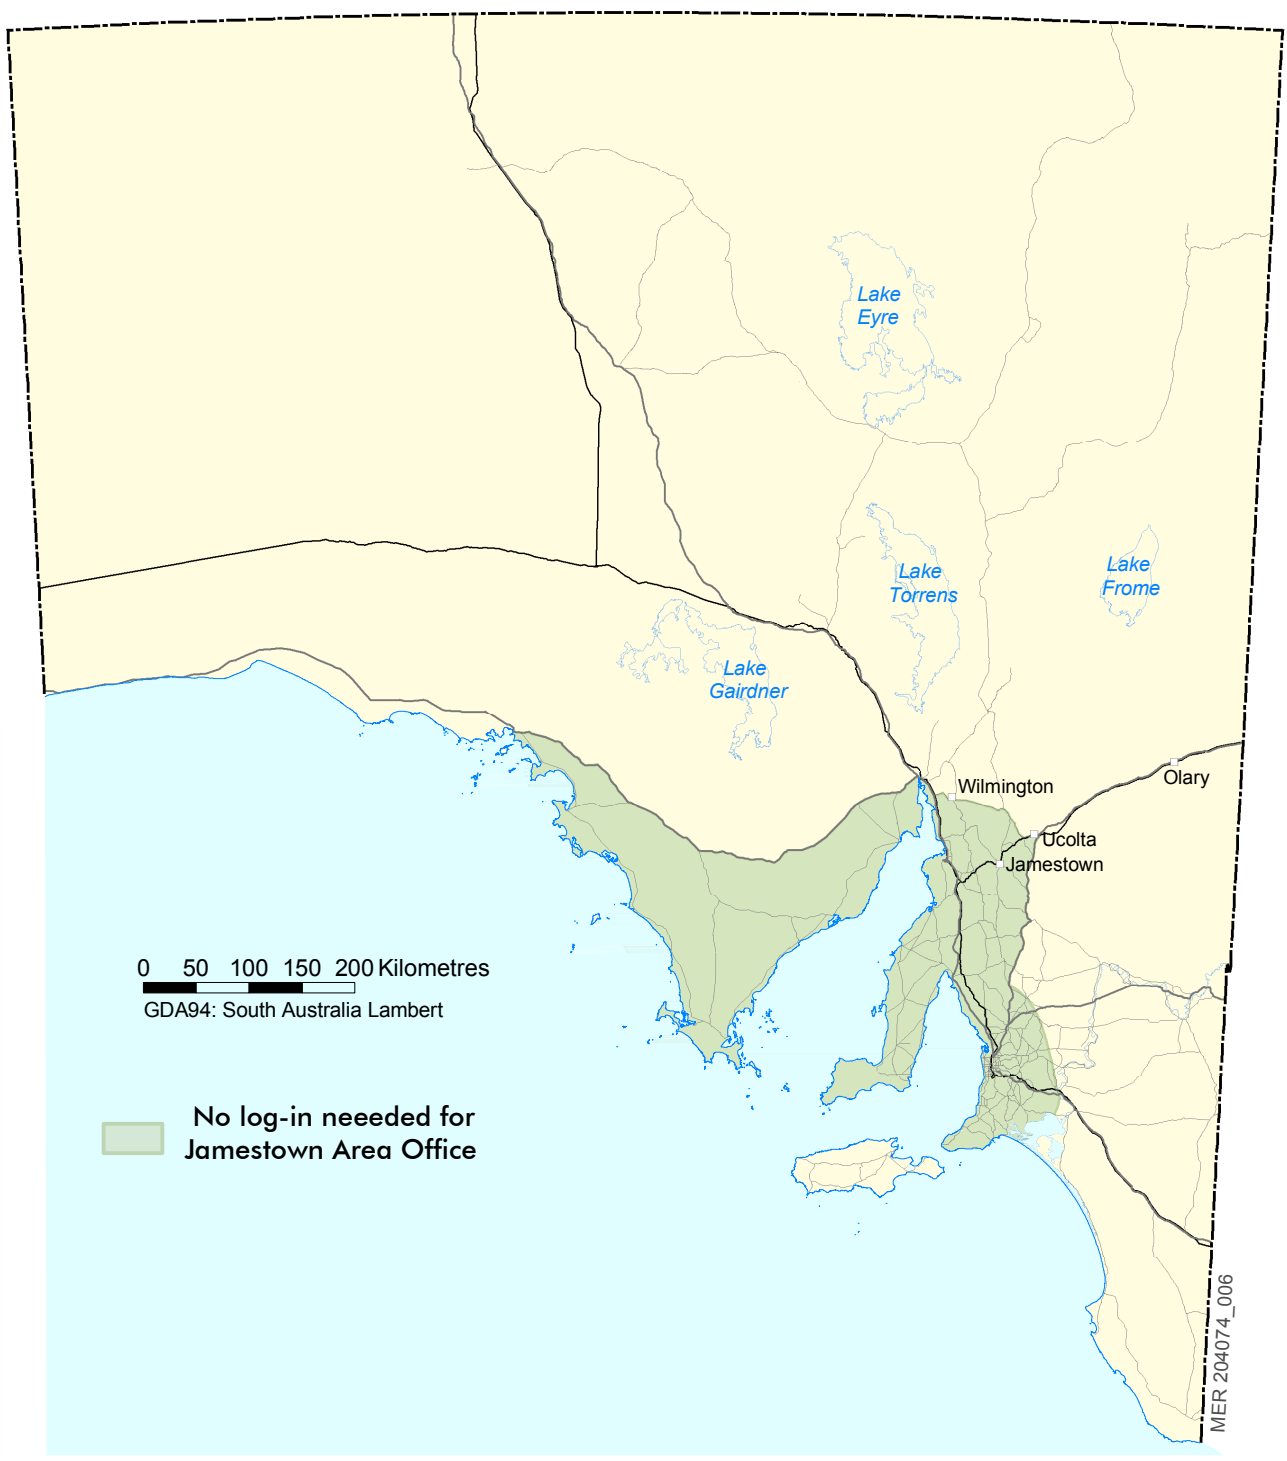 Lake
Eyre
Lake
Torrens
Lake
Frome
Lake
Gairdner
Wilmington
Olary
Ucolta
Jamestown
0 50 100 150 200 Kilometres
GDA94: South Australia Lambert
No log-in neeeded for
Jamestown Area Office
MER 204074_006